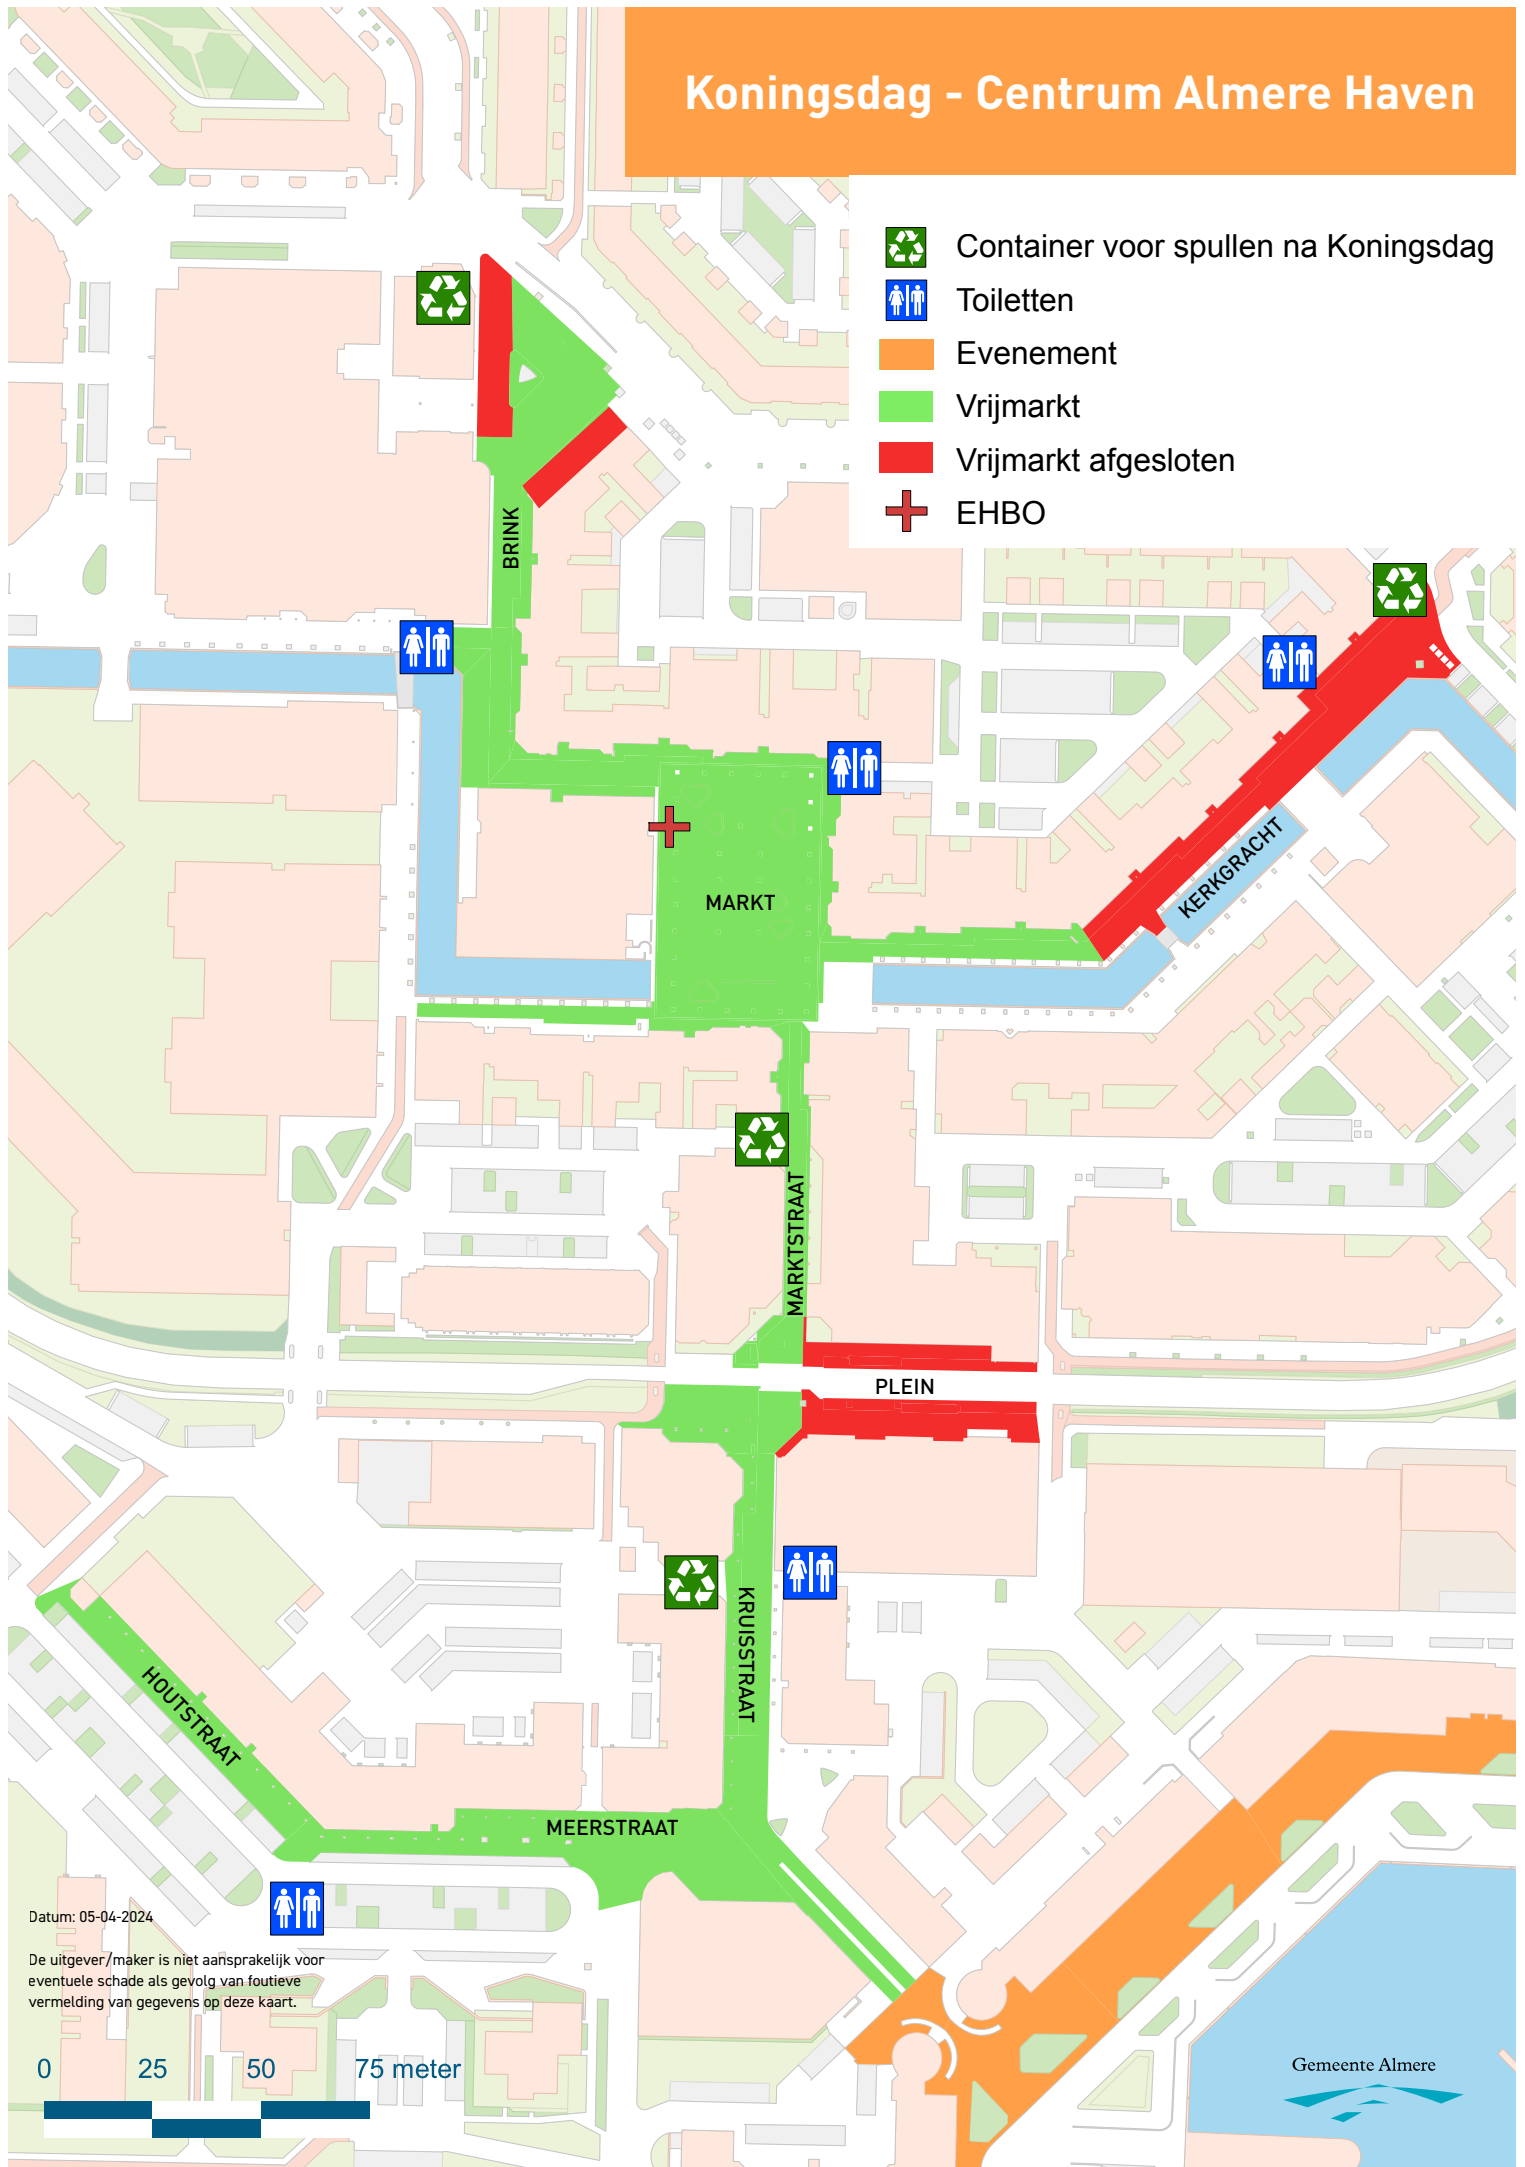 Koningsdag - Centrum Almere Haven
Container voor spullen na Koningsdag
Toiletten
Evenement
Vrijmarkt
Vrijmarkt afgesloten
EHBO
BRINK
KERKGRACHT
MARKT
MARKTSTRAAT
PLEIN
KRUISSTRAAT
HOUTSTRAAT
MEERSTRAAT
Datum: 05-04-2024
De uitgever/maker is niet aansprakelijk voor
eventuele schade als gevolg van foutieve
vermelding van gegevens op deze kaart.
0 25 50 75 meter
Gemeente Almere